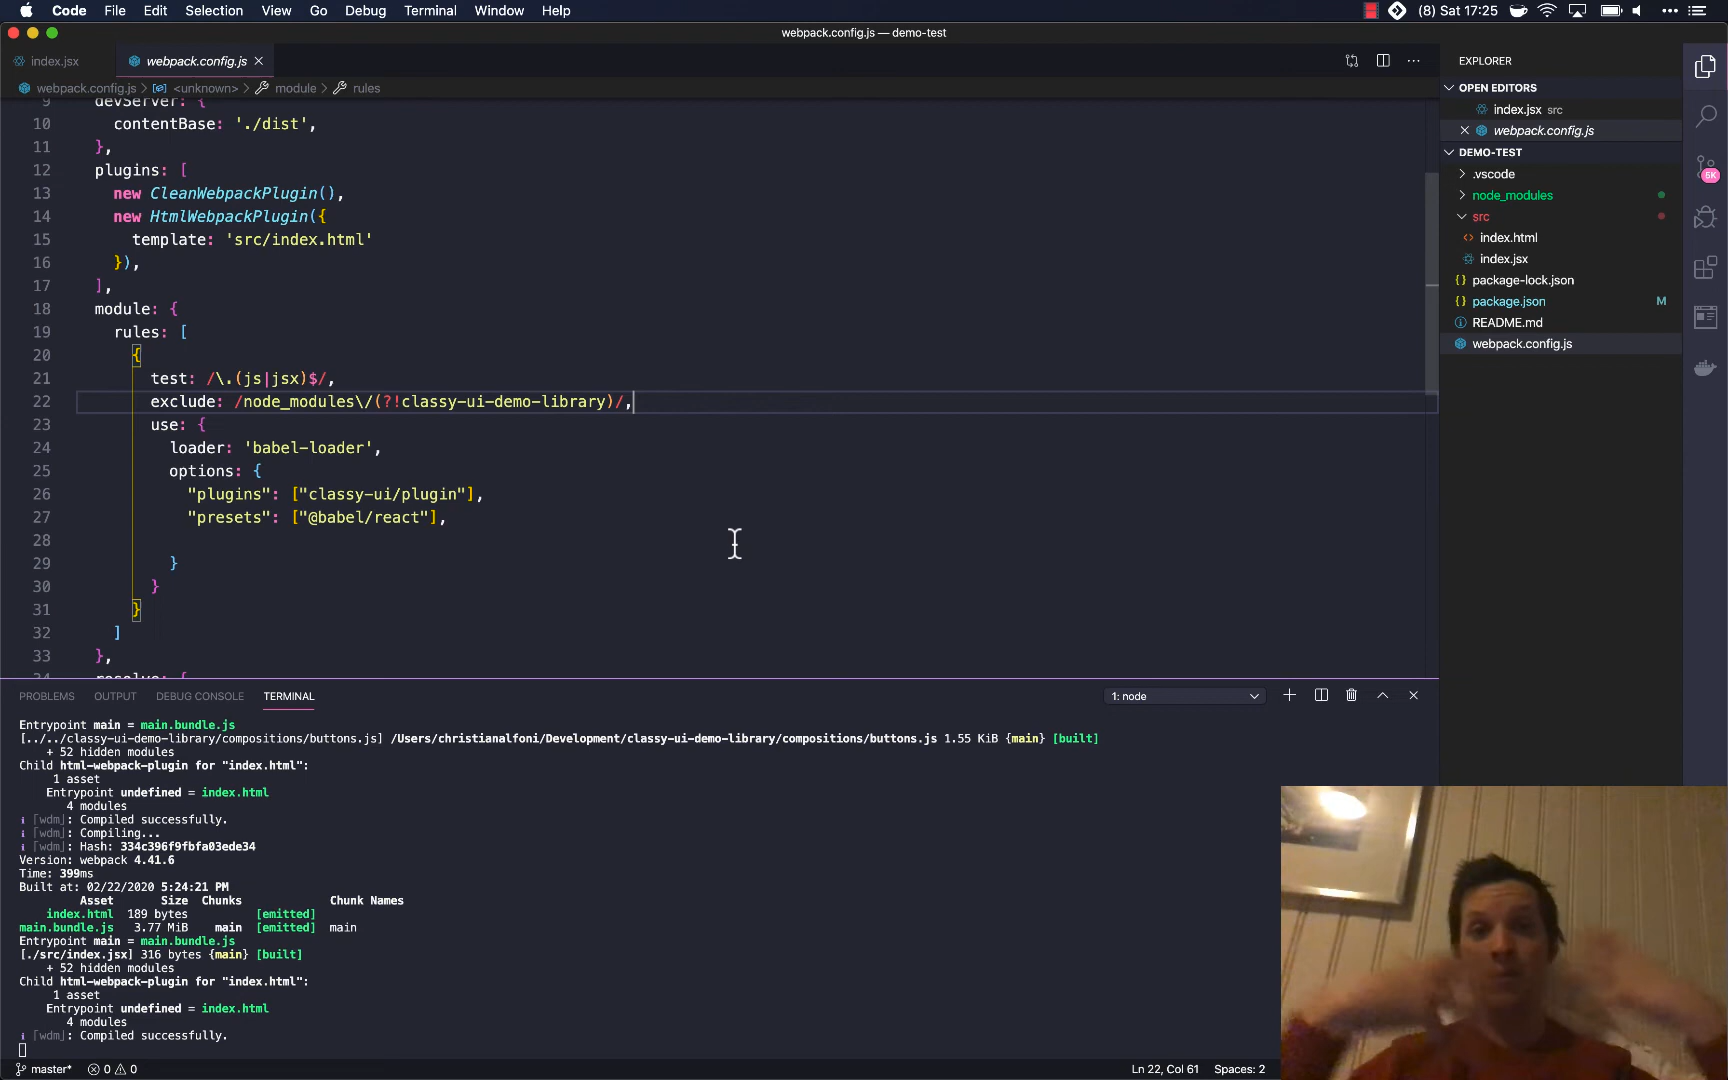 Code File Edit Selection View Go Debug Terminal Window Help
(8) Sat 17:25
webpack.config.js — demo-test
index.jsx
webpack.config.js
EXPLORER
webpack.config.js > <unknown> > module > rules
OPEN EDITORS
index.jsx src
webpack.config.js
DEMO-TEST
.vscode
node_modules
src
index.html
index.jsx
package-lock.json
package.json M
README.md
webpack.config.js
5K
9 devServer: {
10 contentBase: './dist',
11 },
12 plugins: [
13 new CleanWebpackPlugin(),
14 new HtmlWebpackPlugin({
15 template: 'src/index.html'
16 }),
17 ],
18 module: {
19 rules: [
20 {
21 test: /\.(js|jsx)$/,
22 exclude: /node_modules\/(?!classy-ui-demo-library)/,
23 use: {
24 loader: 'babel-loader',
25 options: {
26 "plugins": ["classy-ui/plugin"],
27 "presets": ["@babel/react"],
28
29 }
30 }
31 }
32 ]
33 },
34 resolve: {
PROBLEMS OUTPUT DEBUG CONSOLE TERMINAL
1: node
Entrypoint main = main.bundle.js
[../../classy-ui-demo-library/compositions/buttons.js] /Users/christianalfoni/Development/classy-ui-demo-library/compositions/buttons.js 1.55 KiB {main} [built]
+ 52 hidden modules
Child html-webpack-plugin for "index.html":
1 asset
Entrypoint undefined = index.html
4 modules
i ｢wdm｣: Compiled successfully.
i ｢wdm｣: Compiling...
i ｢wdm｣: Hash: 334c396f9fbfa03ede34
Version: webpack 4.41.6
Time: 399ms
Built at: 02/22/2020 5:24:21 PM
Asset Size Chunks Chunk Names
index.html 189 bytes [emitted]
main.bundle.js 3.77 MiB main [emitted] main
Entrypoint main = main.bundle.js
[./src/index.jsx] 316 bytes {main} [built]
+ 52 hidden modules
Child html-webpack-plugin for "index.html":
1 asset
Entrypoint undefined = index.html
4 modules
i ｢wdm｣: Compiled successfully.
master* 0 0
Ln 22, Col 61 Spaces: 2